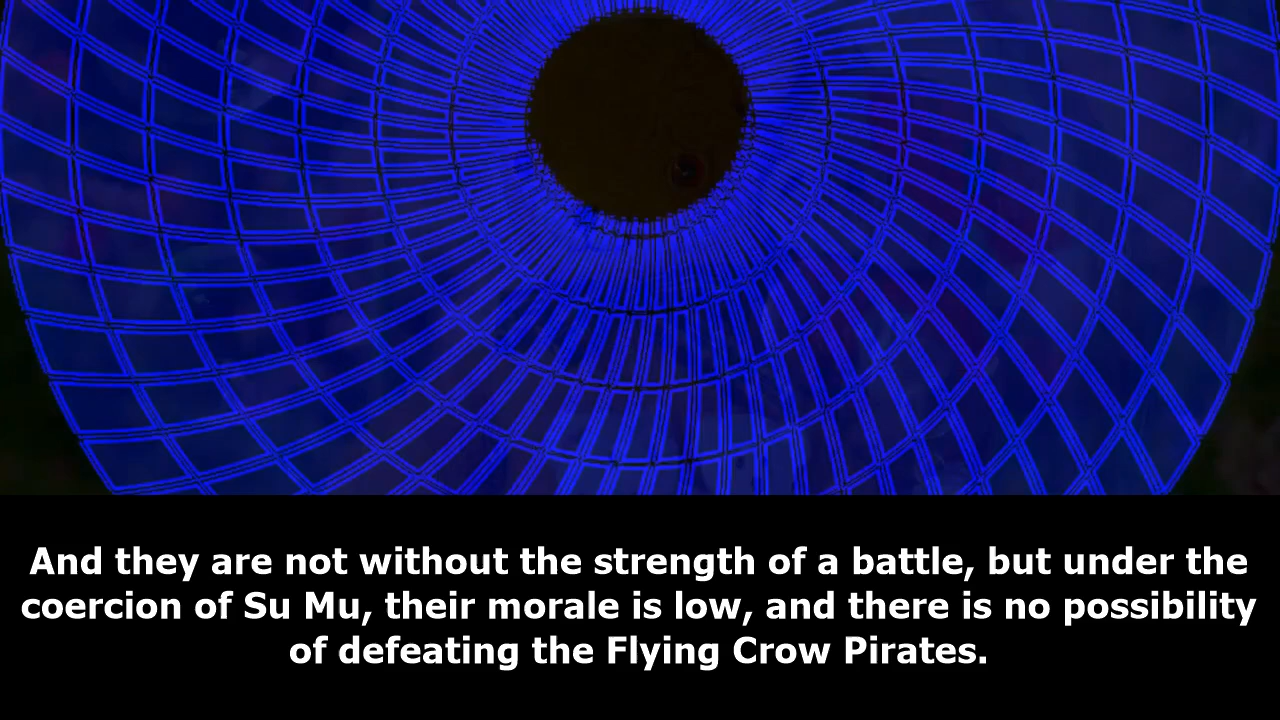 And they are not without the strength of a battle, but under the
coercion of Su Mu, their morale is low, and there is no possibility
of defeating the Flying Crow Pirates.